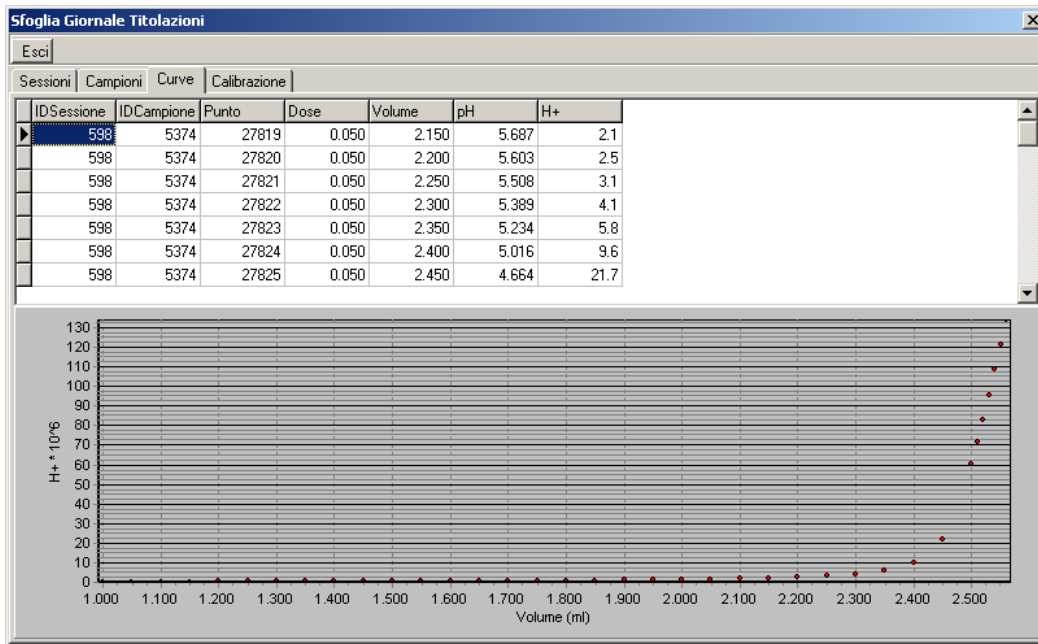 Sfoglia Giornale Titolazioni
Esci
Sessioni Campioni Curve Calibrazione
IDSessione IDCampione Punto Dose Volume pH H+
598 5374 27819 0.050 2.150 5.687 2.1
598 5374 27820 0.050 2.200 5.603 2.5
598 5374 27821 0.050 2.250 5.508 3.1
598 5374 27822 0.050 2.300 5.389 4.1
598 5374 27823 0.050 2.350 5.234 5.8
598 5374 27824 0.050 2.400 5.016 9.6
598 5374 27825 0.050 2.450 4.664 21.7
H+ * 10^6
130
120
110
100
90
80
70
60
50
40
30
20
10
0
1.000 1.100 1.200 1.300 1.400 1.500 1.600 1.700 1.800 1.900 2.000 2.100 2.200 2.300 2.400 2.500
Volume (ml)